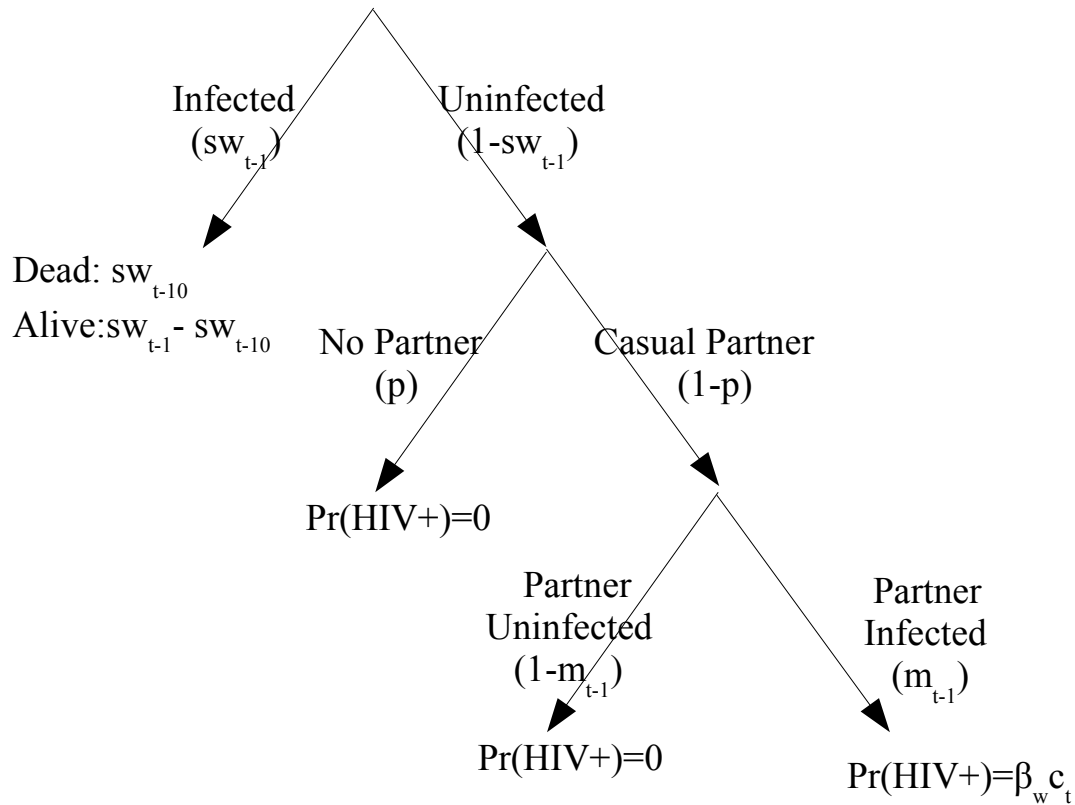 Infected
(sw_{t-1})
Uninfected
(1-sw_{t-1})
Dead: sw_{t-10}
Alive:sw_{t-1}- sw_{t-10}
No Partner
(p)
Casual Partner
(1-p)
Pr(HIV+)=0
Partner
Uninfected
(1-m_{t-1})
Partner
Infected
(m_{t-1})
Pr(HIV+)=0
Pr(HIV+)=β_w c_t